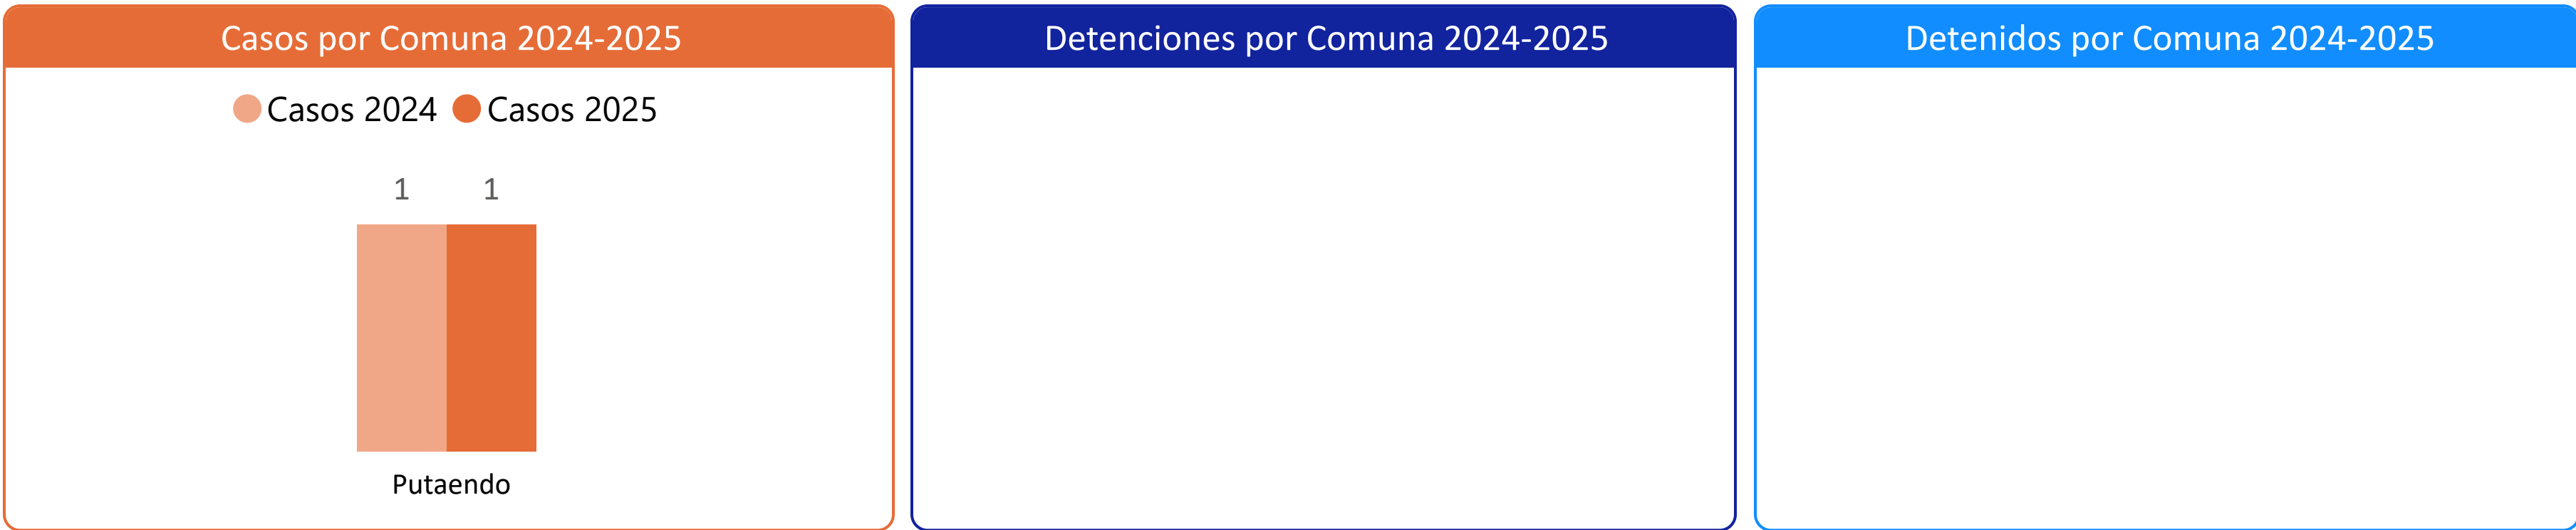 Casos por Comuna 2024-2025
Casos 2024 Casos 2025
1 1
Putaendo
Detenciones por Comuna 2024-2025
Detenidos por Comuna 2024-2025